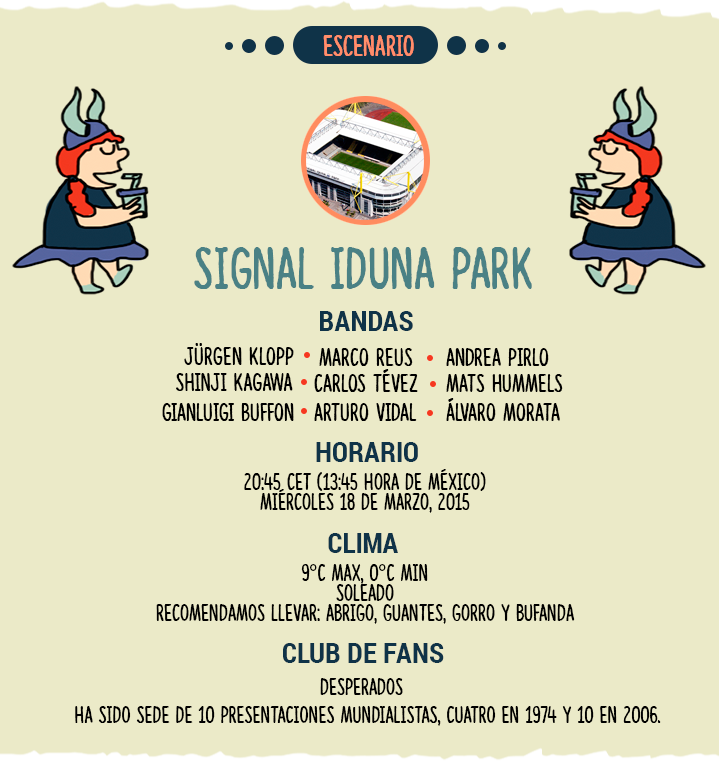 ESCENARIO
SIGNAL IDUNA PARK
BANDAS
JÜRGEN KLOPP • MARCO REUS • ANDREA PIRLO
SHINJI KAGAWA • CARLOS TÉVEZ • MATS HUMMELS
GIANLUIGI BUFFON • ARTURO VIDAL • ÁLVARO MORATA
HORARIO
20:45 CET (13:45 HORA DE MÉXICO)
MIÉRCOLES 18 DE MARZO, 2015
CLIMA
9°C MAX, 0°C MIN
SOLEADO
RECOMENDAMOS LLEVAR: ABRIGO, GUANTES, GORRO Y BUFANDA
CLUB DE FANS
DESPERADOS
HA SIDO SEDE DE 10 PRESENTACIONES MUNDIALISTAS, CUATRO EN 1974 Y 10 EN 2006.